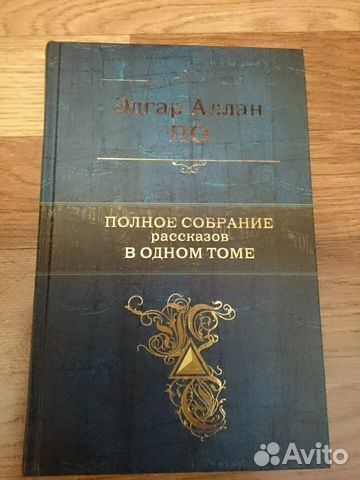 Эдгар Аллан
ПО
ПОЛНОЕ СОБРАНИЕ
рассказов
В ОДНОМ ТОМЕ
Avito